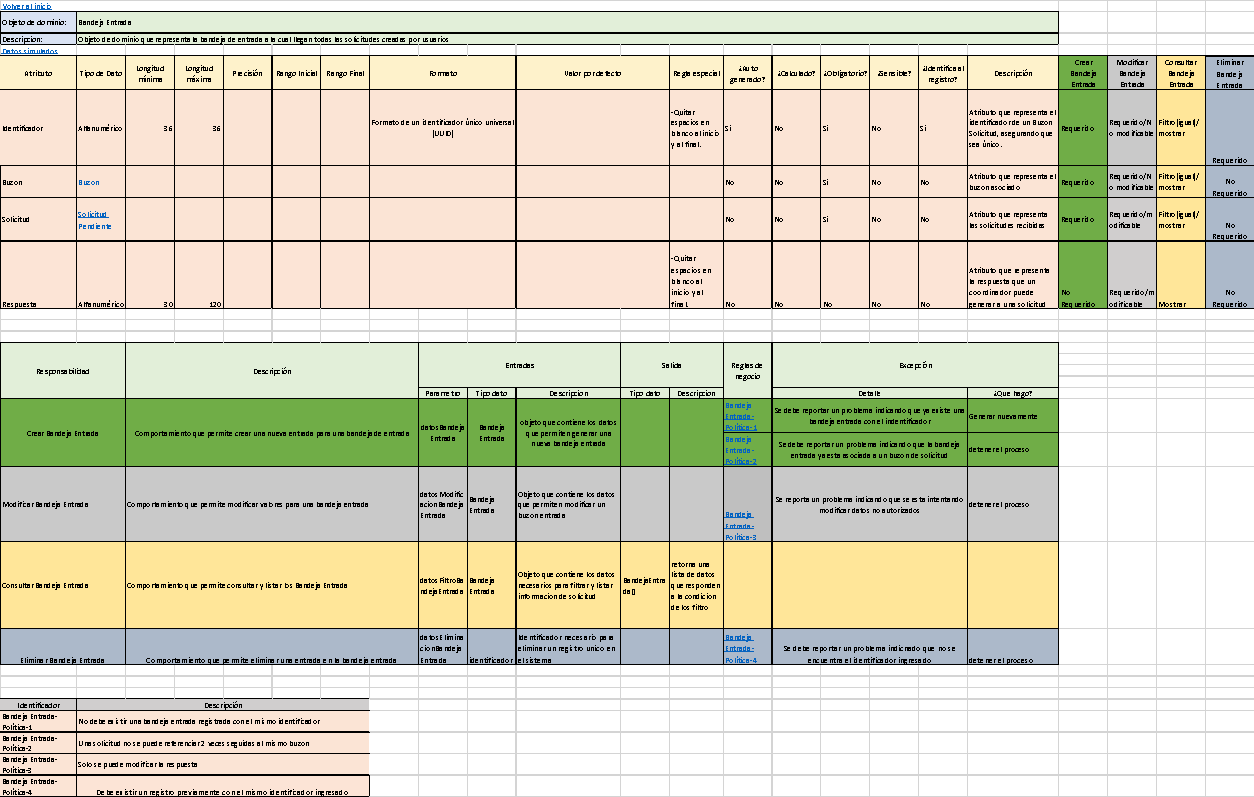 Volver al inicio
Objeto de dominio: Bandeja Entrada
Descripcion: Objeto de dominio que representa la bandeja de entrada a la cual llegan todas las solicitudes creadas por usuarios
Datos simulados
Atributo Tipo de Dato Longitud mínima Longitud máxima Precisión Rango Inicial Rango Final Formato Valor por defecto Regla especial ¿Auto generado? ¿Calculado? ¿Obligatorio? ¿Sensible? ¿Identifica al registro? Descripción Crear Bandeja Entrada Modificar Bandeja Entrada Consultar Bandeja Entrada Eliminar Bandeja Entrada
Identificador Alfanumérico 36 36 Formato de un identificador único universal (UUID) -Quitar espacios en blanco al inicio y al final. Si No Si No Si Atributo que representa el identificador de un Buzon Solicitud, asegurando que sea único. Requerido Requerido/No modificable Filtro(igual)/mostrar Requerido
Buzon Buzon No No Si No No Atributo que representa el buzon asociado Requerido Requerido/No modificable Filtro(igual)/mostrar No Requerido
Solicitud Solicitud Pendiente No No Si No No Atributo que representa las solicitudes recibidas Requerido Requerido/modificable Filtro(igual)/mostrar No Requerido
Respuesta Alfanumérico 30 120 -Quitar espacios en blanco al inicio y al final. No No No No No Atributo que representa la respuesta que un coordinador puede generar a una solicitud No Requerido Requerido/modificable Mostrar No Requerido
Responsabilidad Descripción Entradas Salida Reglas de negocio Excepción
Parametro Tipo dato Descripcion Tipo dato Descripcion Detalle ¿Que hago?
Crear Bandeja Entrada Comportamiento que permite crear una nueva entrada para una bandeja de entrada datosBandeja Entrada Bandeja Entrada objeto que contiene los datos que permiten generar una nueva bandeja entrada Bandeja Entrada-Política-1 Se debe reportar un problema indicando que ya existe una bandeja entrada con el indentificador Generar nuevamente
Bandeja Entrada-Política-2 Se debe reportar un problema indicando que la bandeja entrada ya esta asociada a un buzon de solicitud detener el proceso
Modificar Bandeja Entrada Comportamiento que permite modificar valores para una bandeja entrada datos ModificacionBandeja Entrada Bandeja Entrada Objeto que contiene los datos que permiten modificar un buzon entrada Bandeja Entrada-Política-3 Se reporta un problema indicando que se esta intentando modificar datos no autorizados detener el proceso
Consultar Bandeja Entrada Comportamiento que permite consultar y listar los Bandeja Entrada datos FiltroBandejaEntrada Bandeja Entrada Objeto que contiene los datos necesarios para filtrar y listar informacion de solicitud BandejaEntrada[] retorna una lista de datos que responden a la condicion de los filtro
Eliminar Bandeja Entrada Comportamiento que permite eliminar una entrada en la bandeja entrada datosEliminacionBandeja Entrada identificador Identificador necesario para eliminar un registro unico en el sistema Bandeja Entrada-Política-4 Se debe reportar un problema indicnado que no se encuentra el identificador ingresado detener el proceso
Identificador Descripción
Bandeja Entrada-Política-1 No debe existir una bandeja entrada registrada con el mismo identificador
Bandeja Entrada-Política-2 Una solicitud no se puede referenciar 2 veces seguidas al mismo buzon
Bandeja Entrada-Política-3 Solo se puede modificar la respuesta
Bandeja Entrada-Política-4 Debe existir un registro previamente con el mismo identificador ingresado